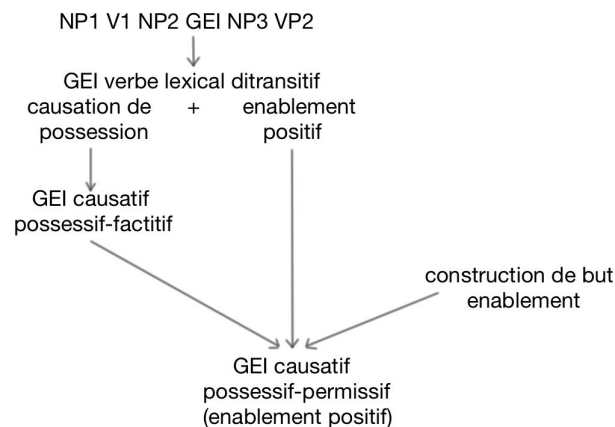 NP1 V1 NP2 GEI NP3 VP2
GEI verbe lexical ditransitif
causation de + enablement
possession positif
GEI causatif
possessif-factitif
construction de but
enablement
GEI causatif
possessif-permissif
(enablement positif)